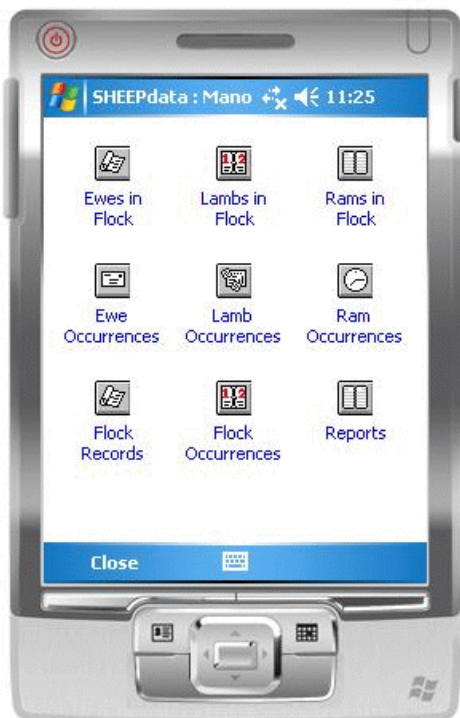 SHEEPdata : Mano 11:25
Ewes in Lambs in Rams in
Flock Flock Flock
Ewe Lamb Ram
Occurrences Occurrences Occurrences
Flock Flock Reports
Records Occurrences
Close